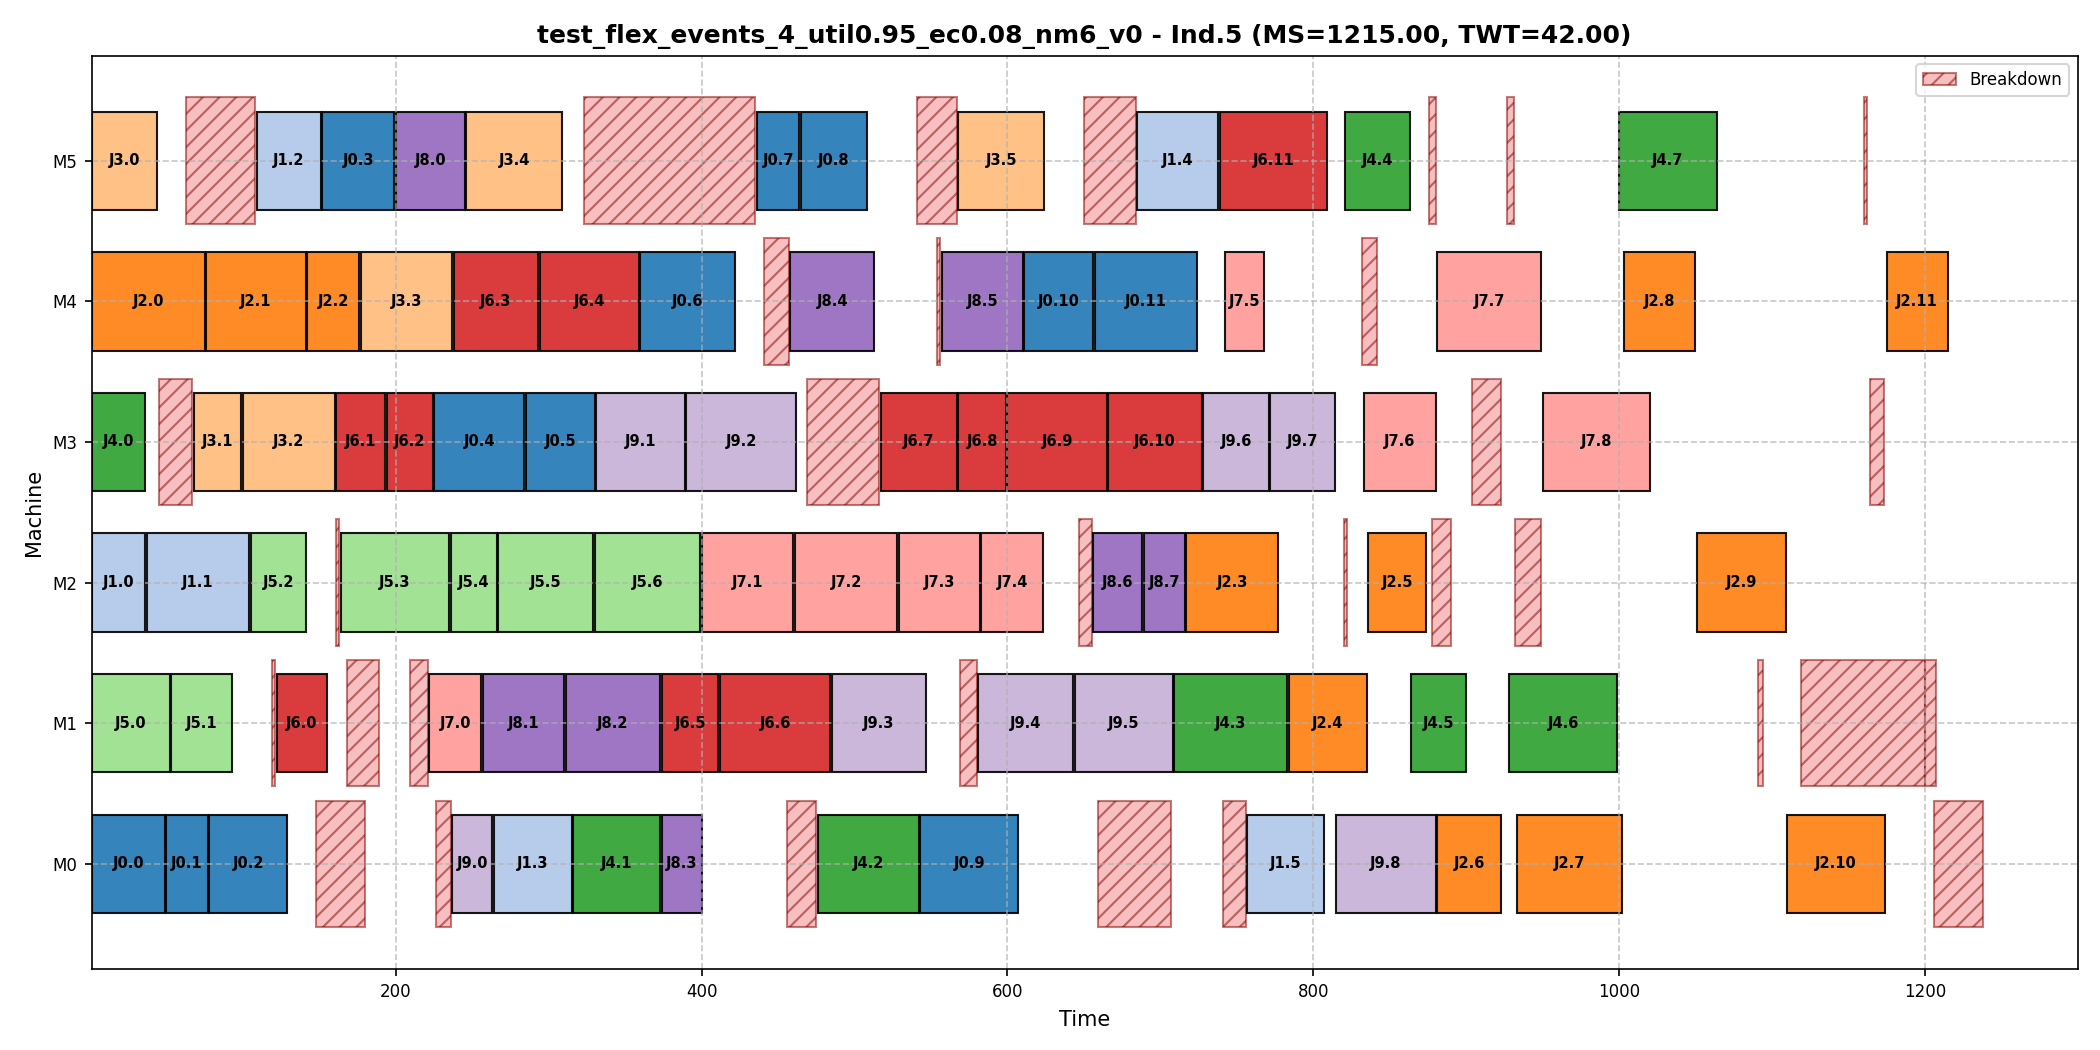 test_flex_events_4_util0.95_ec0.08_nm6_v0 - Ind.5 (MS=1215.00, TWT=42.00)
Breakdown
M5 J3.0 J1.2 J0.3 J8.0 J3.4 J0.7 J0.8 J3.5 J1.4 J6.11 J4.4 J4.7
M4 J2.0 J2.1 J2.2 J3.3 J6.3 J6.4 J0.6 J8.4 J8.5 J0.10 J0.11 J7.5 J7.7 J2.8 J2.11
M3 J4.0 J3.1 J3.2 J6.1 J6.2 J0.4 J0.5 J9.1 J9.2 J6.7 J6.8 J6.9 J6.10 J9.6 J9.7 J7.6 J7.8
Machine
M2 J1.0 J1.1 J5.2 J5.3 J5.4 J5.5 J5.6 J7.1 J7.2 J7.3 J7.4 J8.6 J8.7 J2.3 J2.5 J2.9
M1 J5.0 J5.1 J6.0 J7.0 J8.1 J8.2 J6.5 J6.6 J9.3 J9.4 J9.5 J4.3 J2.4 J4.5 J4.6
M0 J0.0 J0.1 J0.2 J9.0 J1.3 J4.1 J8.3 J4.2 J0.9 J1.5 J9.8 J2.6 J2.7 J2.10
200 400 600 800 1000 1200
Time